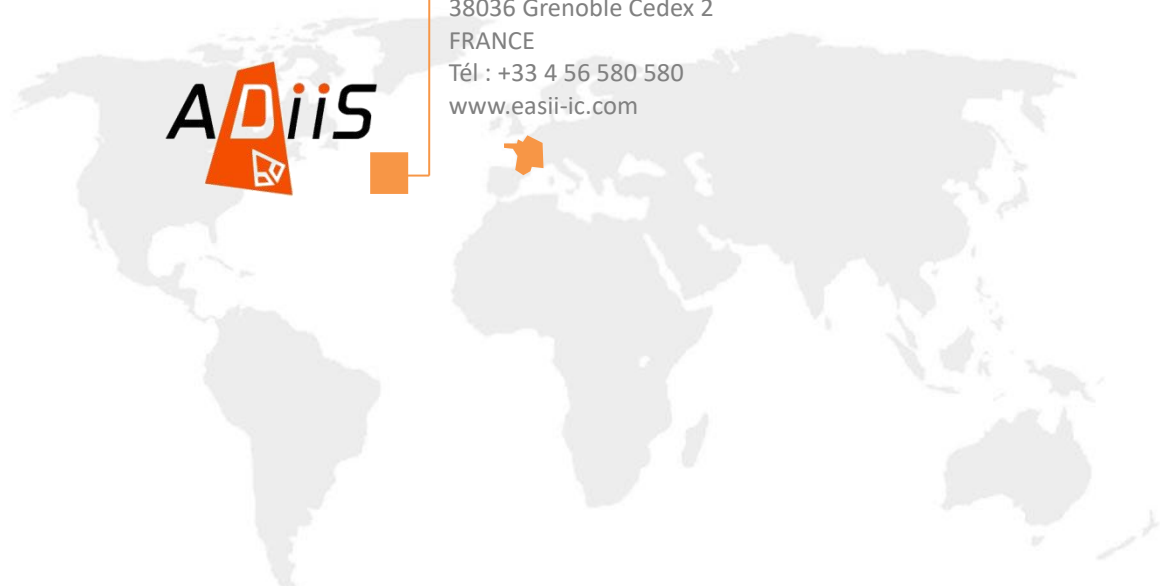 38036 Grenoble Cedex 2
FRANCE
Tél : +33 4 56 580 580
www.easii-ic.com
ADiiS